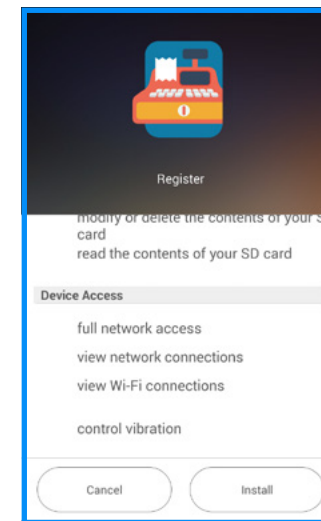 Register
modify or delete the contents of your S
card
read the contents of your SD card
Device Access
full network access
view network connections
view Wi-Fi connections
control vibration
Cancel
Install